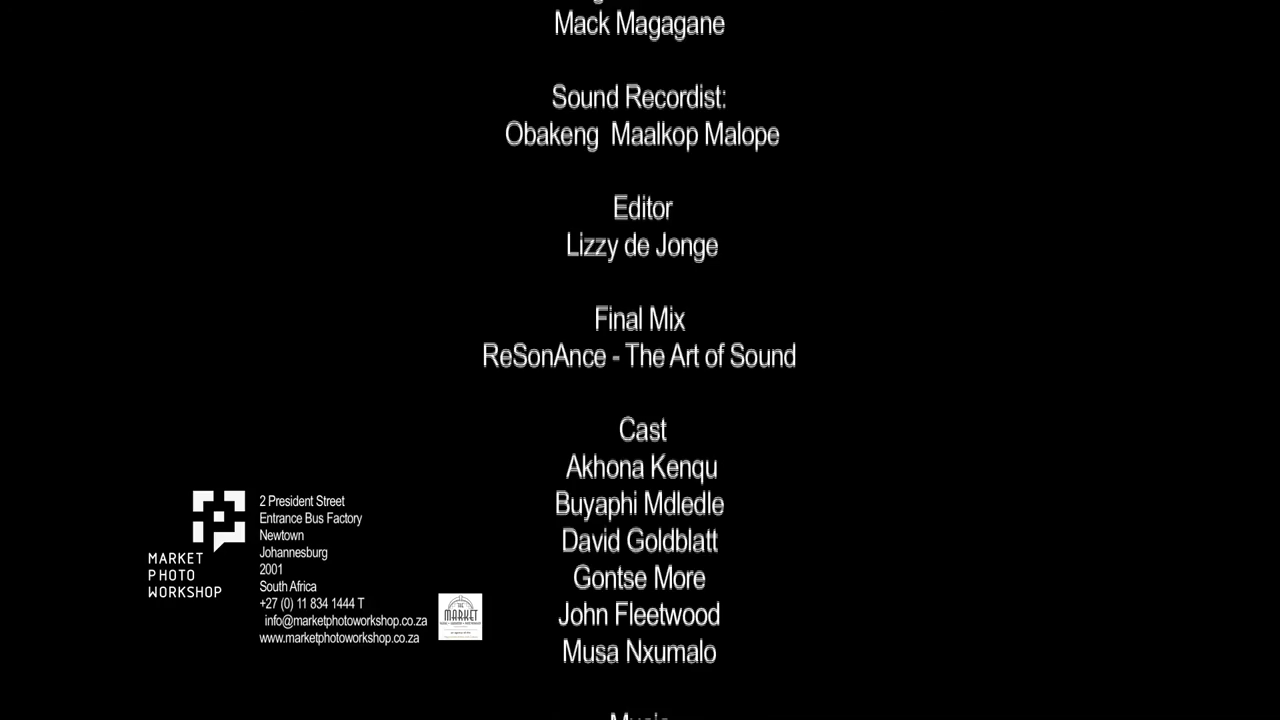 Mack Magagane
Sound Recordist:
Obakeng Maalkop Malope
Editor
Lizzy de Jonge
Final Mix
ReSonAnce - The Art of Sound
Cast
Akhona Kenqu
Buyaphi Mdledle
David Goldblatt
Gontse More
John Fleetwood
Musa Nxumalo
Music
MARKET
PHOTO
WORKSHOP
2 President Street
Entrance Bus Factory
Newtown
Johannesburg
2001
South Africa
+27 (0) 11 834 1444 T
info@marketphotoworkshop.co.za
www.marketphotoworkshop.co.za
THE
MARKET